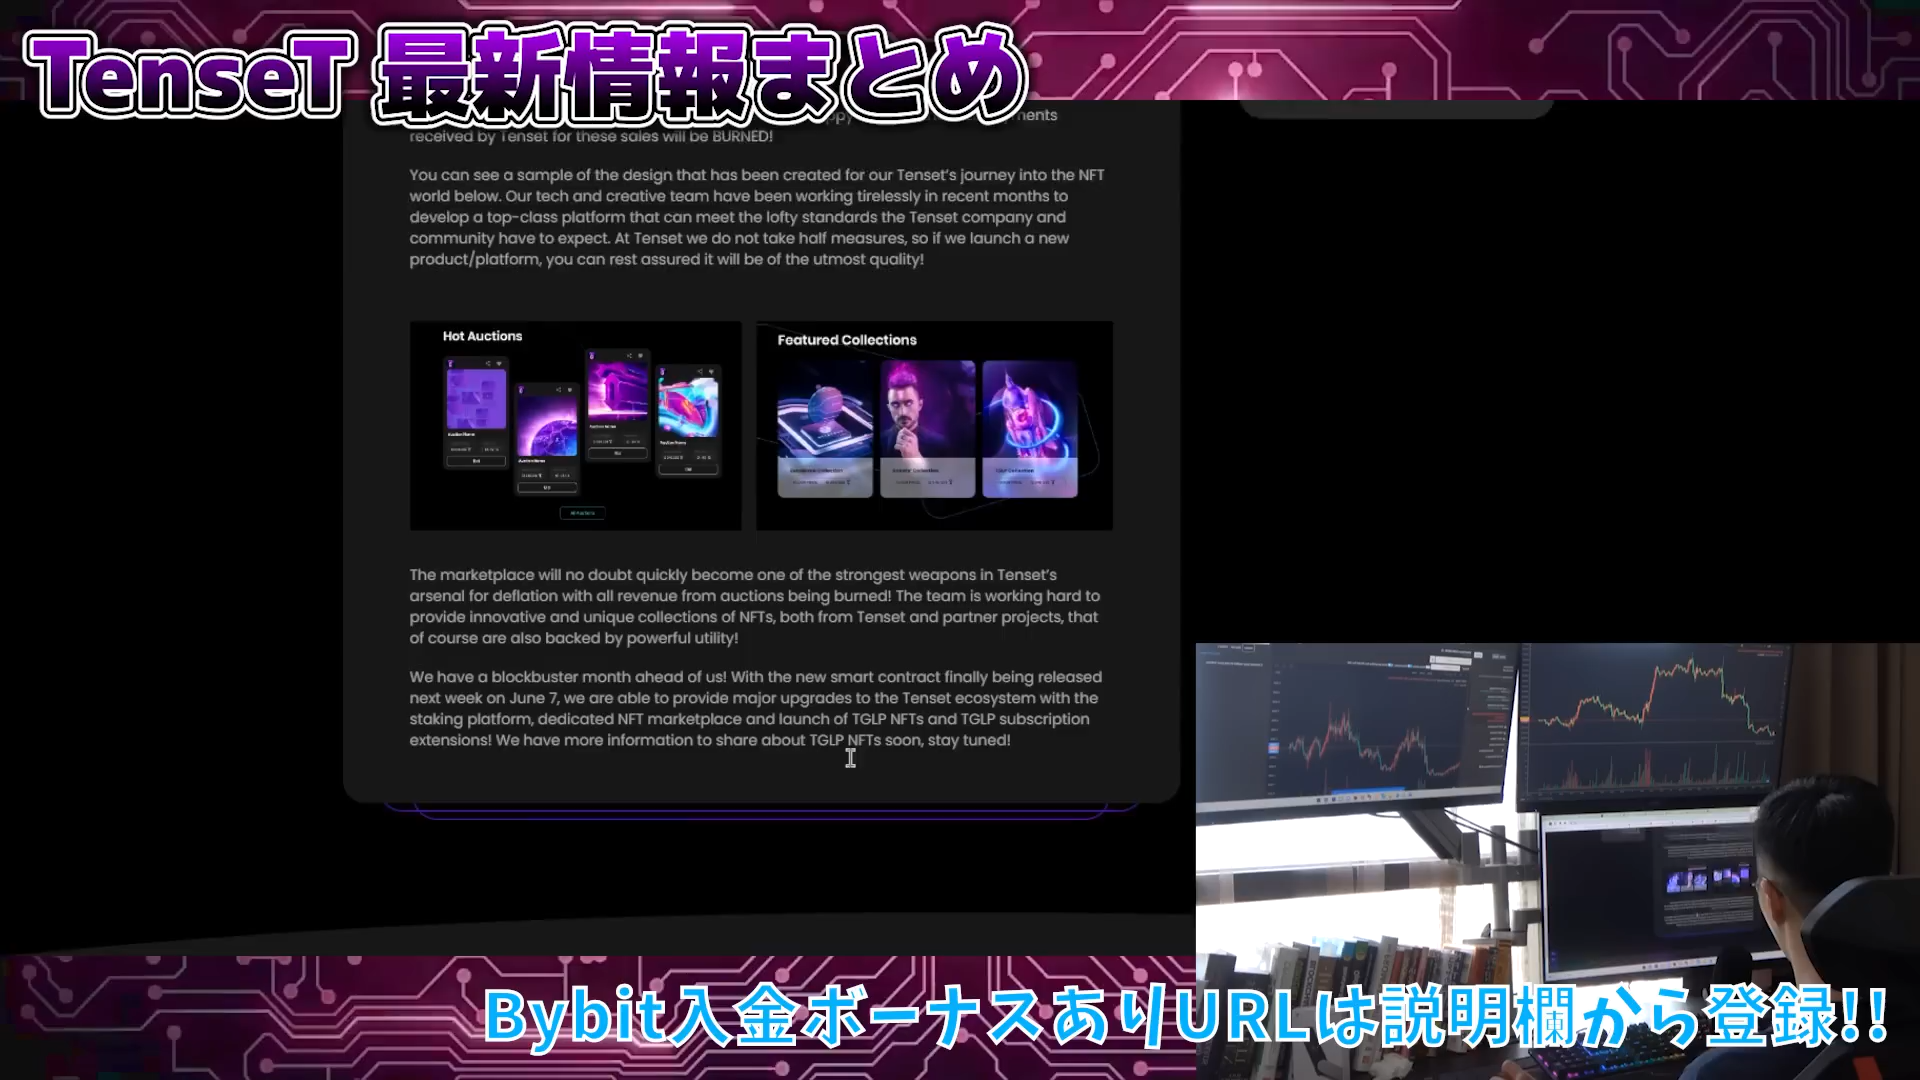 TenseT 最新情報まとめ
received by Tenset for these sales will be BURNED!
You can see a sample of the design that has been created for our Tenset's journey into the NFT
world below. Our tech and creative team have been working tirelessly in recent months to
develop a top-class platform that can meet the lofty standards the Tenset company and
community have to expect. At Tenset we do not take half measures, so if we launch a new
product/platform, you can rest assured it will be of the utmost quality!
Hot Auctions
Featured Collections
The marketplace will no doubt quickly become one of the strongest weapons in Tenset's
arsenal for deflation with all revenue from auctions being burned! The team is working hard to
provide innovative and unique collections of NFTs, both from Tenset and partner projects, that
of course are also backed by powerful utility!
We have a blockbuster month ahead of us! With the new smart contract finally being released
next week on June 7, we are able to provide major upgrades to the Tenset ecosystem with the
staking platform, dedicated NFT marketplace and launch of TGLP NFTs and TGLP subscription
extensions! We have more information to share about TGLP NFTs soon, stay tuned!
Bybit入金ボーナスありURLは説明欄から登録!!